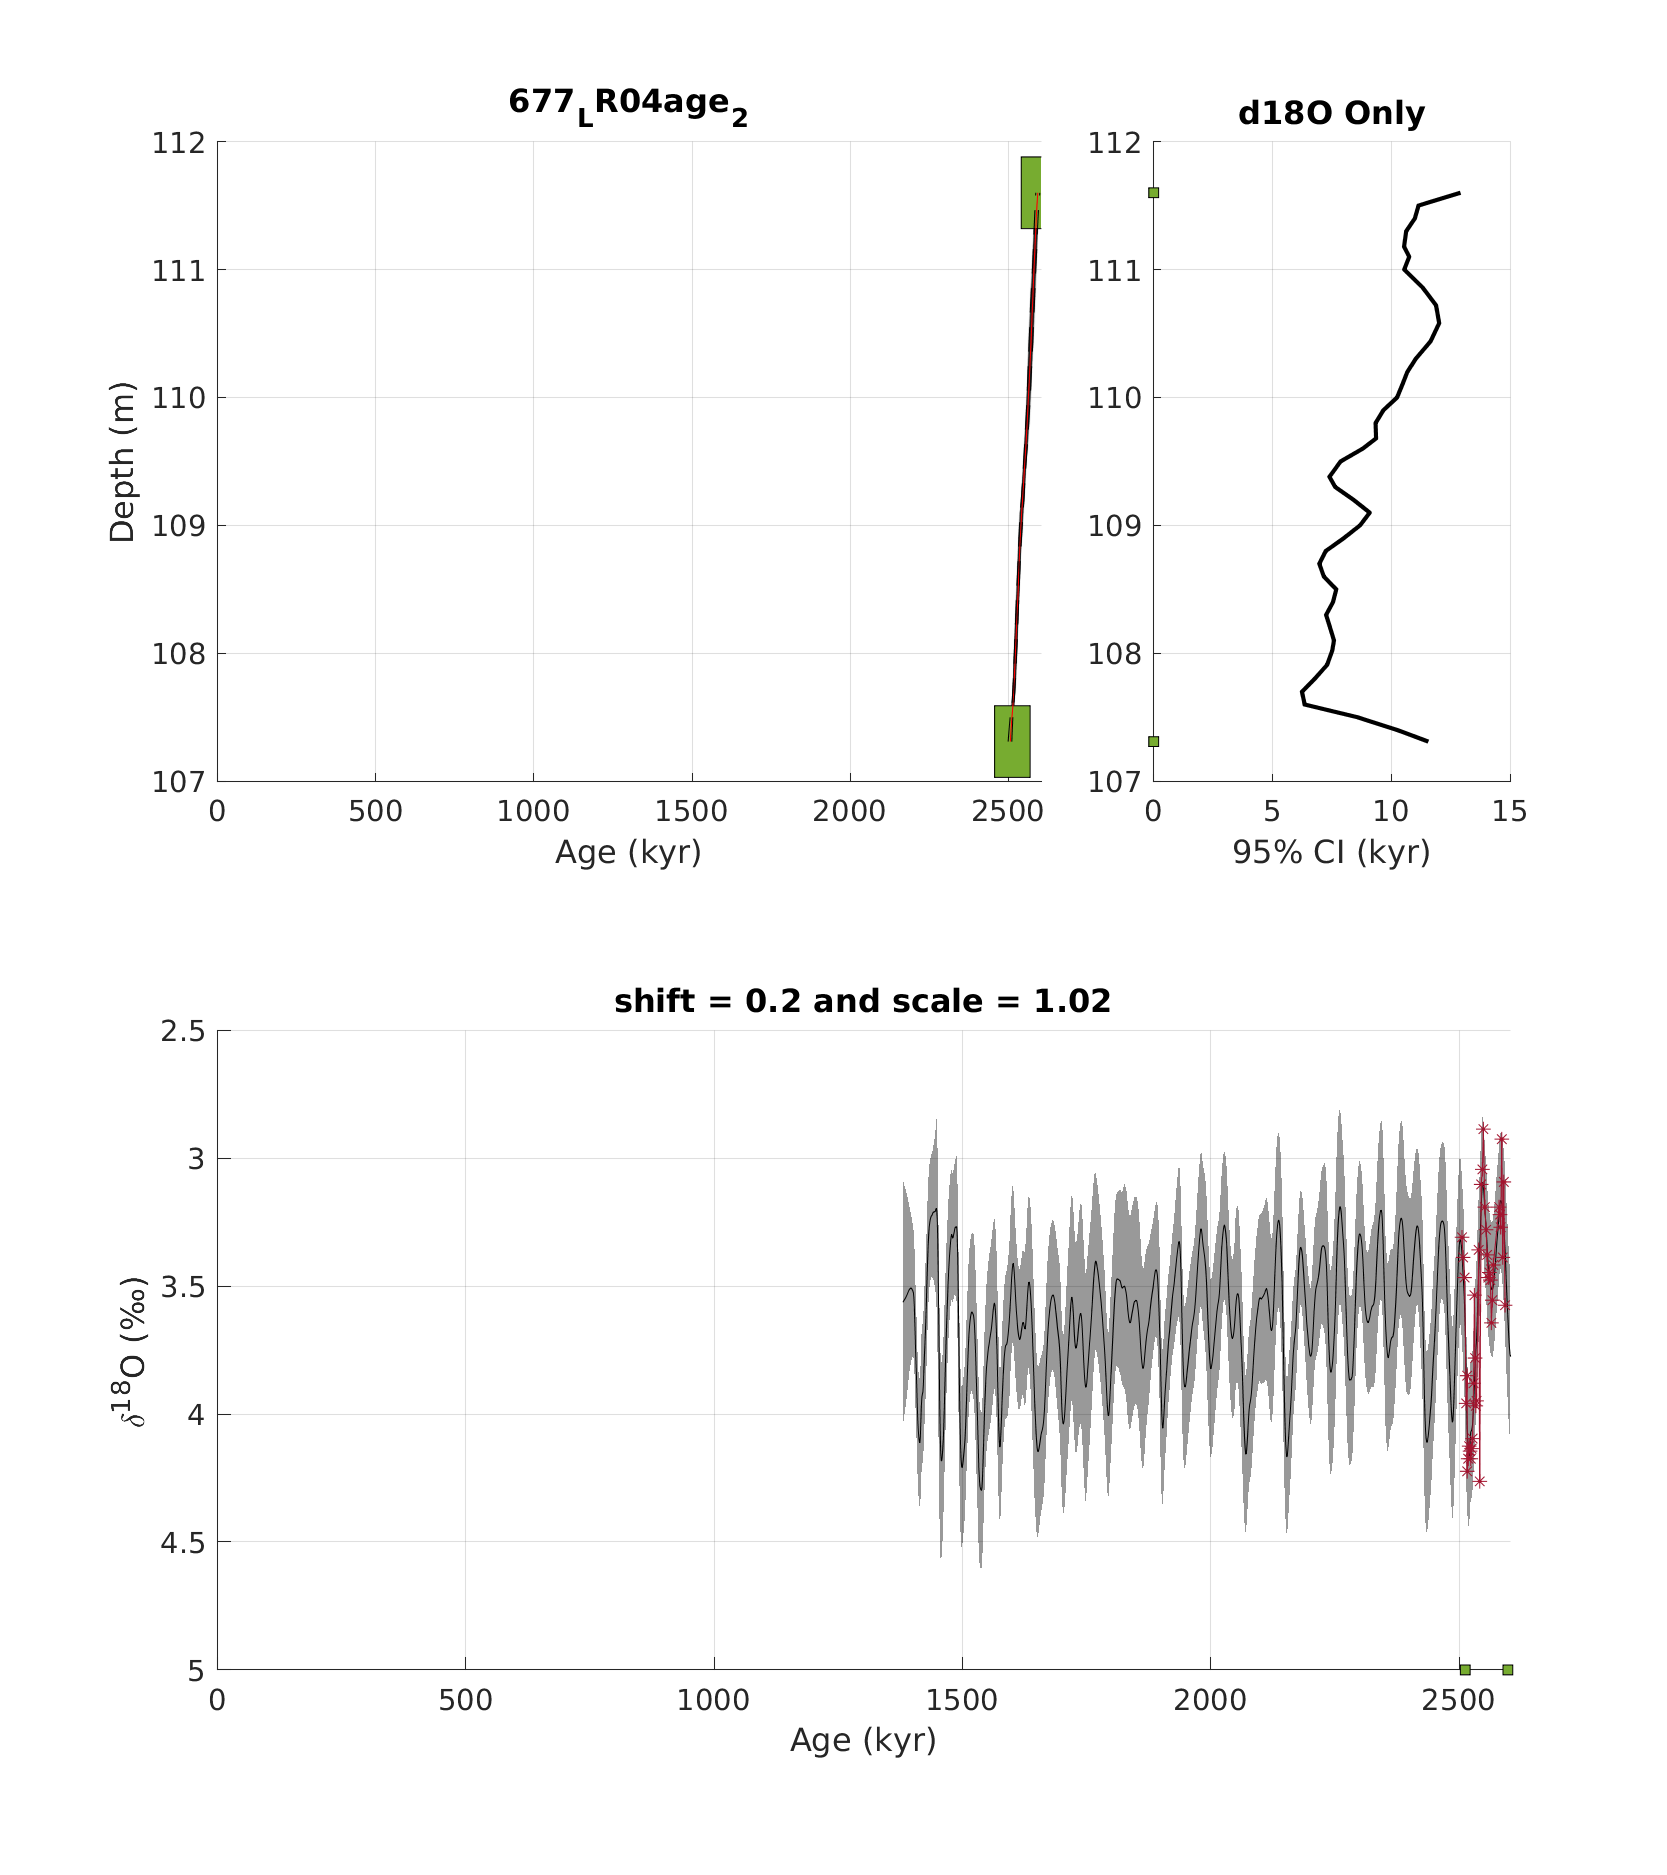 677_LR04age_2
112
111
110
109
108
107
Depth (m)
0 500 1000 1500 2000 2500
Age (kyr)
d18O Only
112
111
110
109
108
107
0 5 10 15
95% CI (kyr)
shift = 0.2 and scale = 1.02
2.5
3
3.5
4
4.5
5
δ¹⁸O (‰)
0 500 1000 1500 2000 2500
Age (kyr)